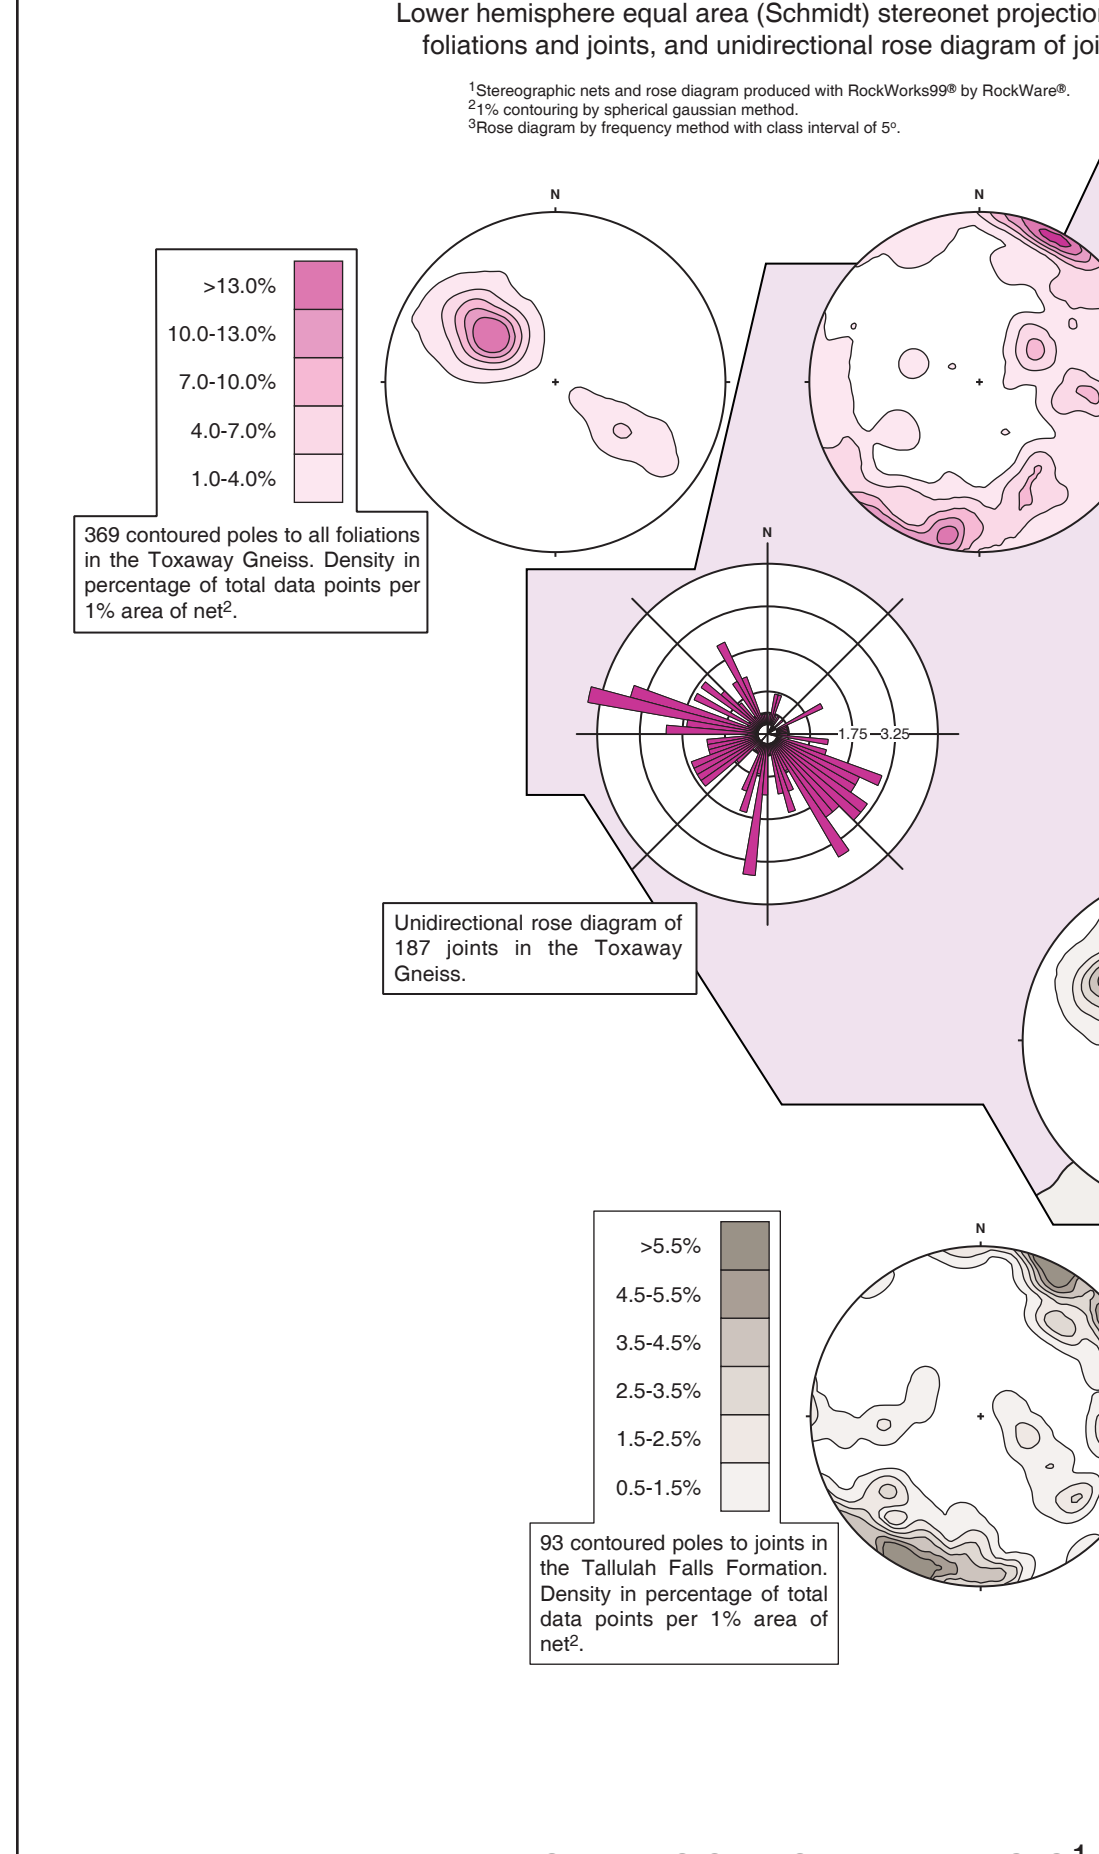 Lower hemisphere equal area (Schmidt) stereonet projectio
foliations and joints, and unidirectional rose diagram of joi
1Stereographic nets and rose diagram produced with RockWorks99® by RockWare®.
21% contouring by spherical gaussian method.
3Rose diagram by frequency method with class interval of 5º.
N
N
>13.0%
10.0-13.0%
7.0-10.0%
4.0-7.0%
1.0-4.0%
369 contoured poles to all foliations
in the Toxaway Gneiss. Density in
percentage of total data points per
1% area of net2.
N
1.75 3.25
Unidirectional rose diagram of
187 joints in the Toxaway
Gneiss.
N
>5.5%
4.5-5.5%
3.5-4.5%
2.5-3.5%
1.5-2.5%
0.5-1.5%
93 contoured poles to joints in
the Tallulah Falls Formation.
Density in percentage of total
data points per 1% area of
net2.
1